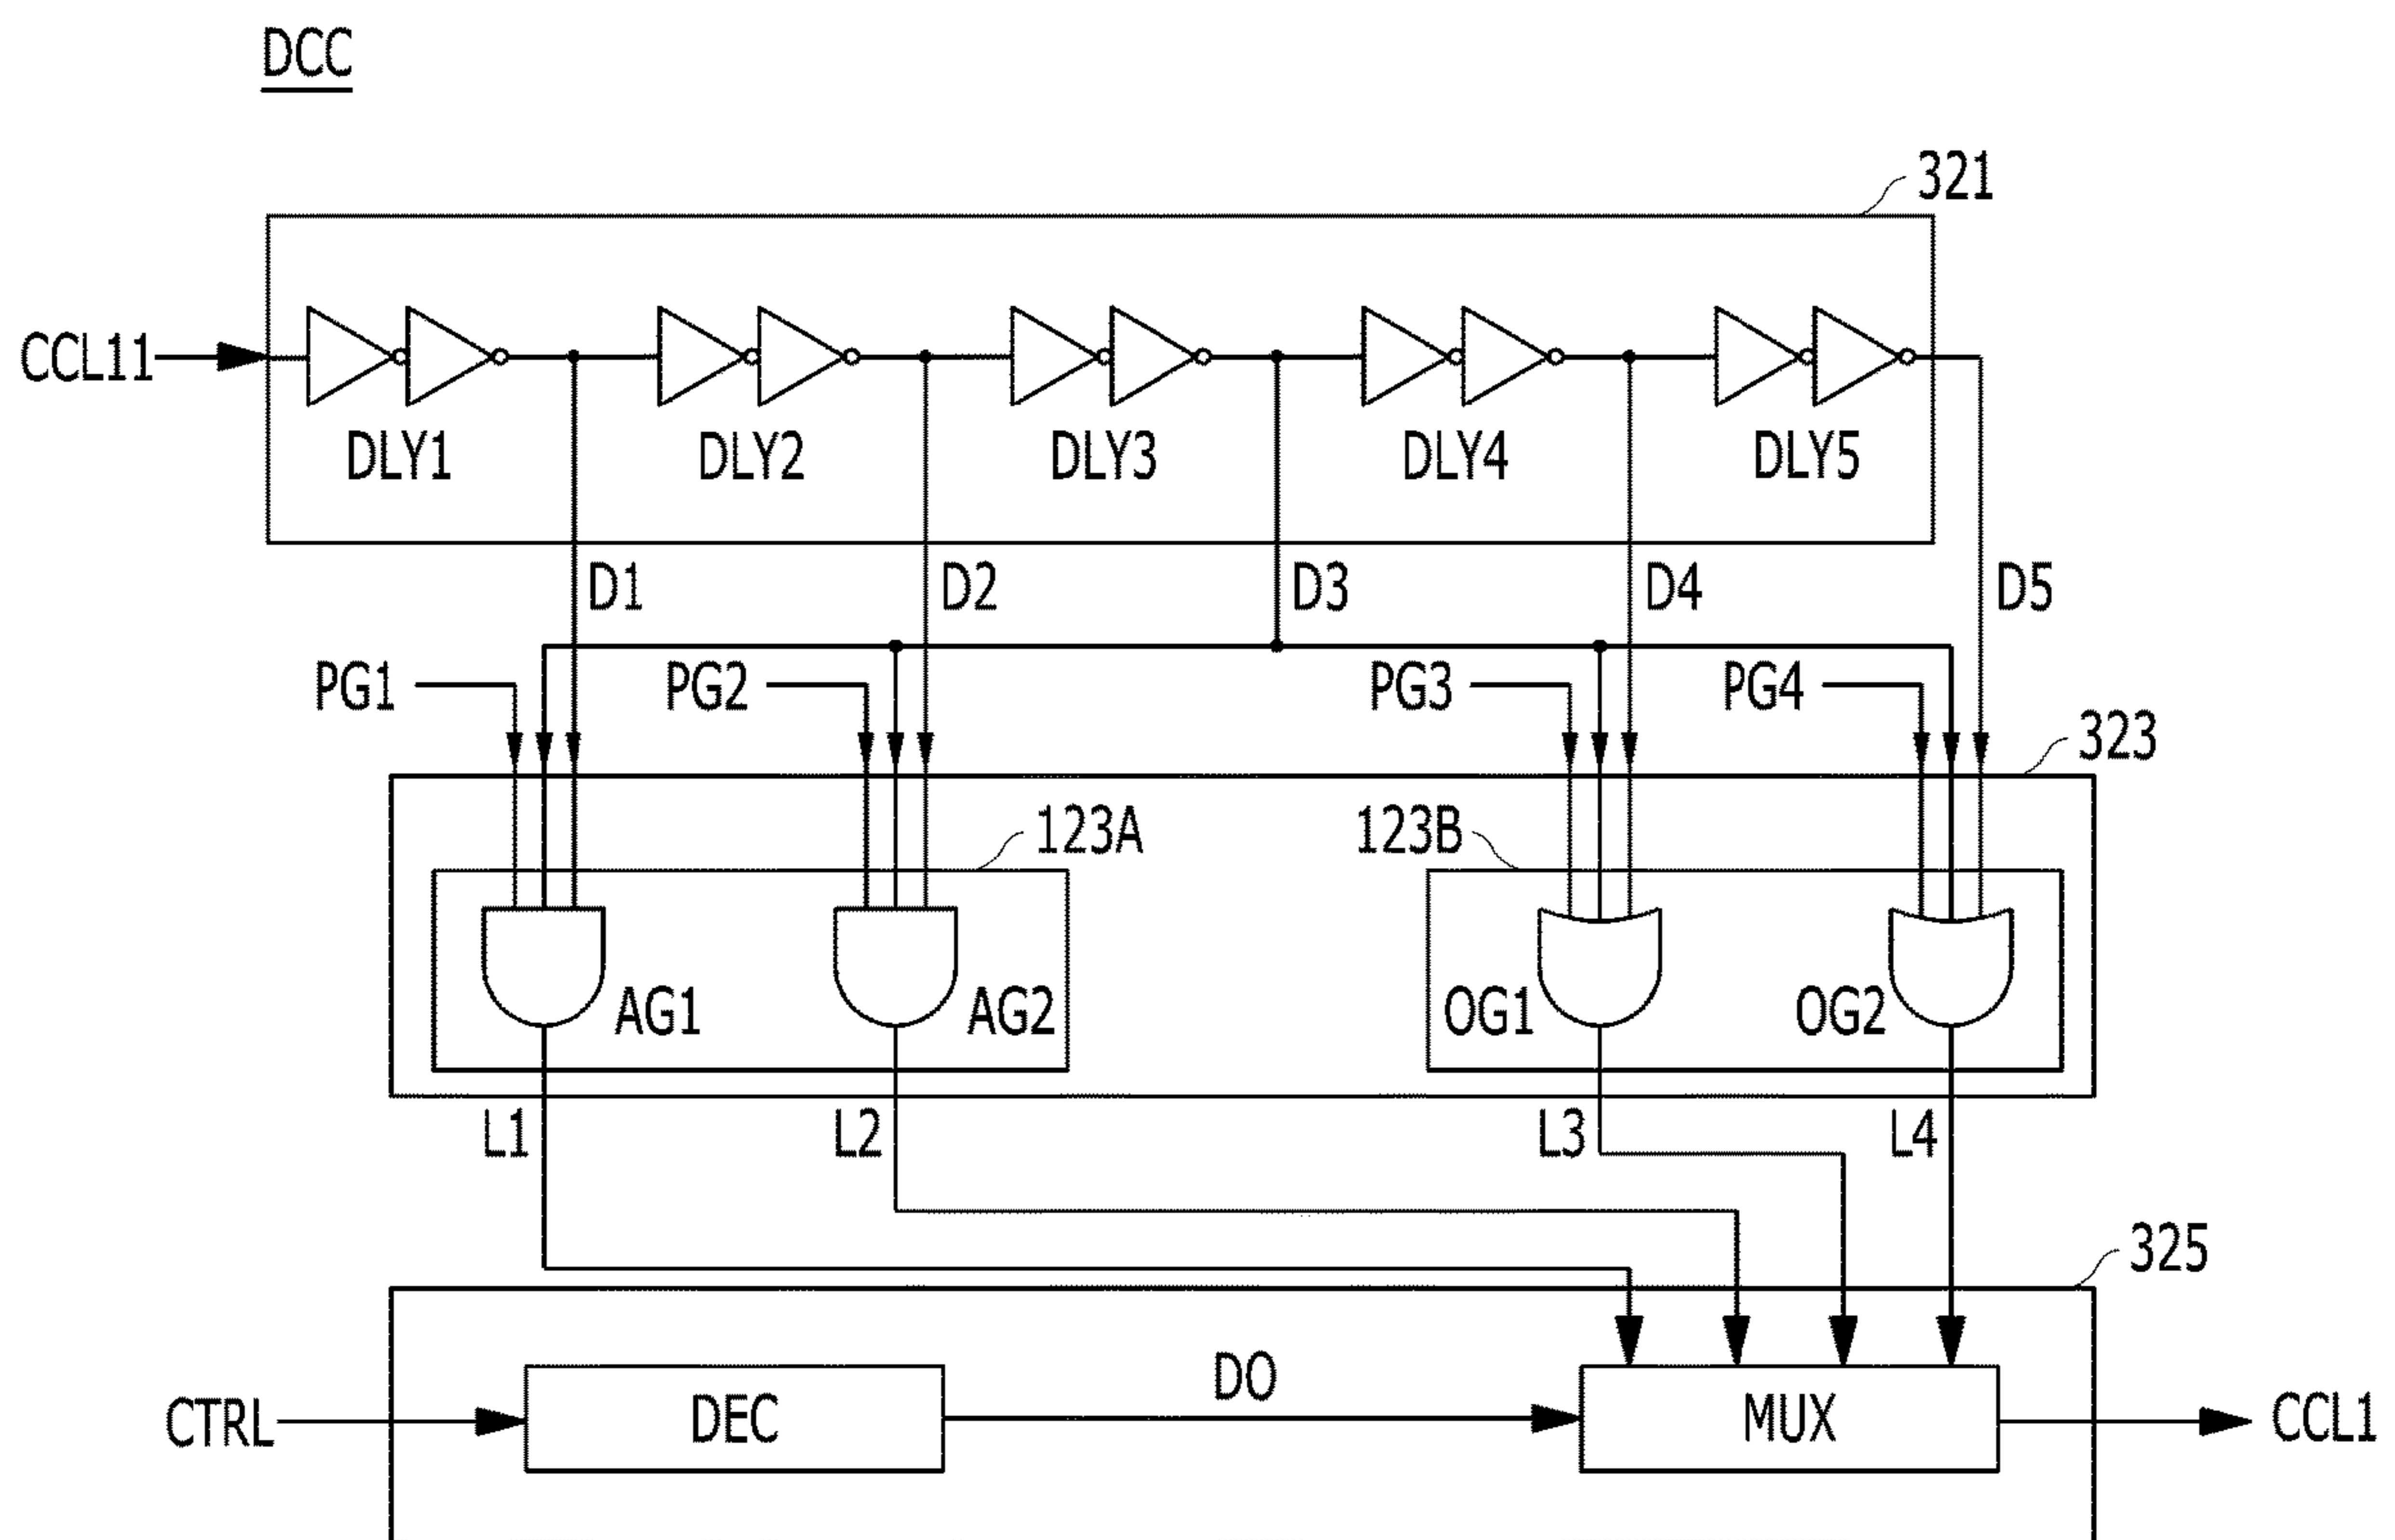 DCC
321
CCL11
DLY1 DLY2 DLY3 DLY4 DLY5
D1 D2 D3 D4 D5
PG1 PG2 PG3 PG4
323
123A 123B
AG1 AG2 OG1 OG2
L1 L2 L3 L4
325
CTRL DEC DO MUX CCL1